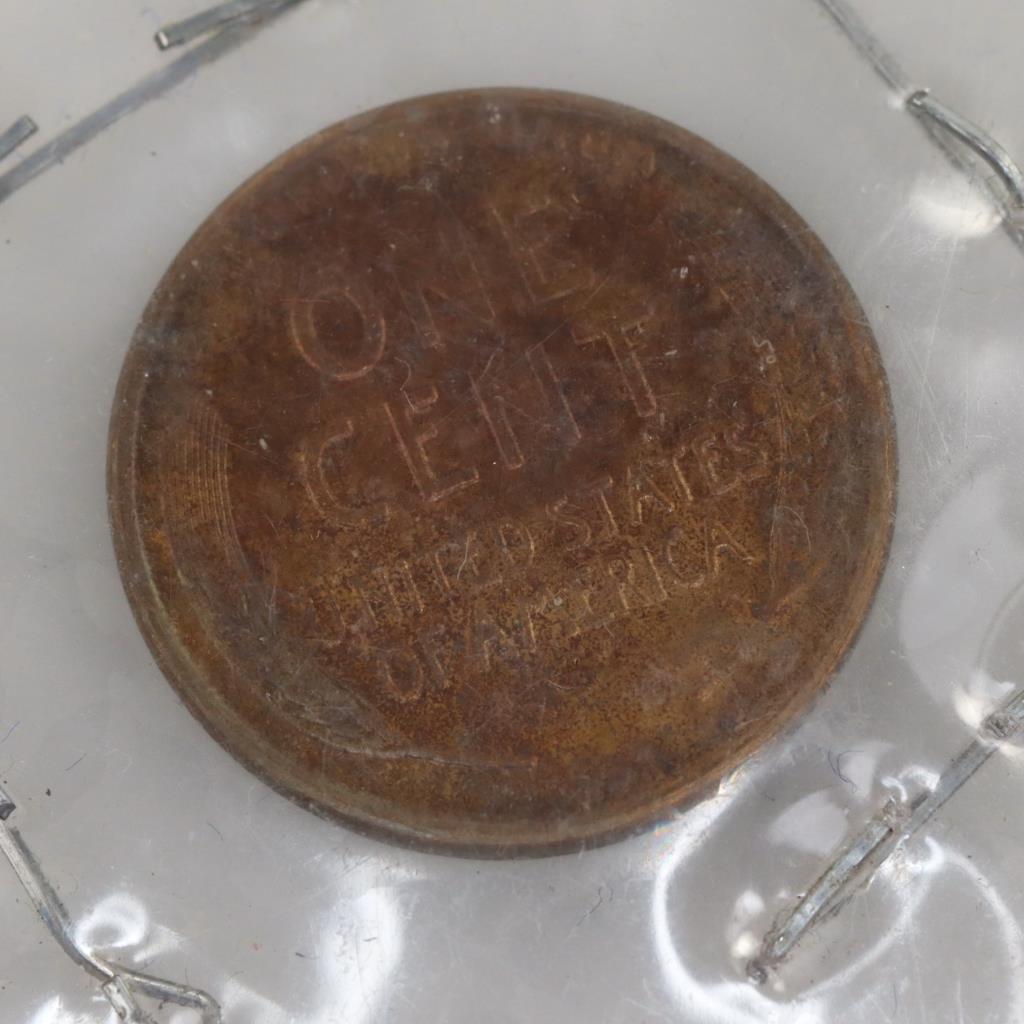 ONE
CENT
UNITED STATES
OF AMERICA